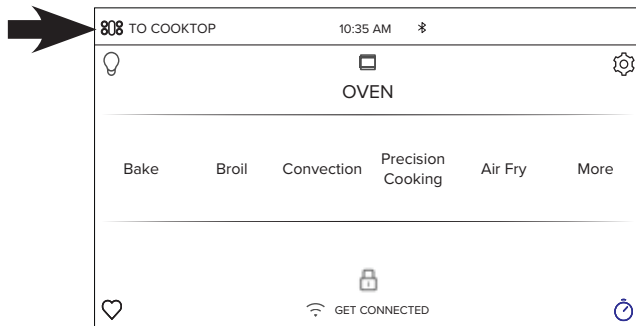 TO COOKTOP 10:35 AM
OVEN
Bake Broil Convection Precision Cooking Air Fry More
GET CONNECTED